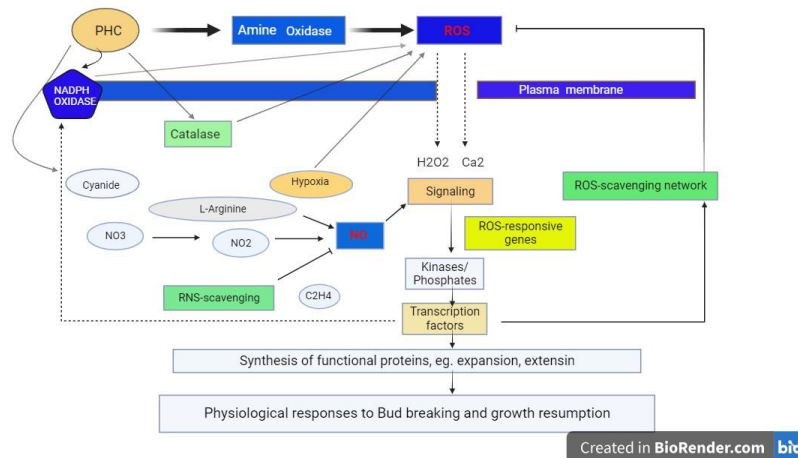 PHC
Amine Oxidase
ROS
NADPH
OXIDASE
Plasma membrane
Catalase
H2O2
Ca2
Cyanide
Hypoxia
Signaling
ROS-scavenging network
L-Arginine
NO3
NO2
NO
ROS-responsive
genes
Kinases/
Phosphates
RNS-scavenging
C2H4
Transcription
factors
Synthesis of functional proteins, eg. expansion, extensin
Physiological responses to Bud breaking and growth resumption
Created in BioRender.com
bio